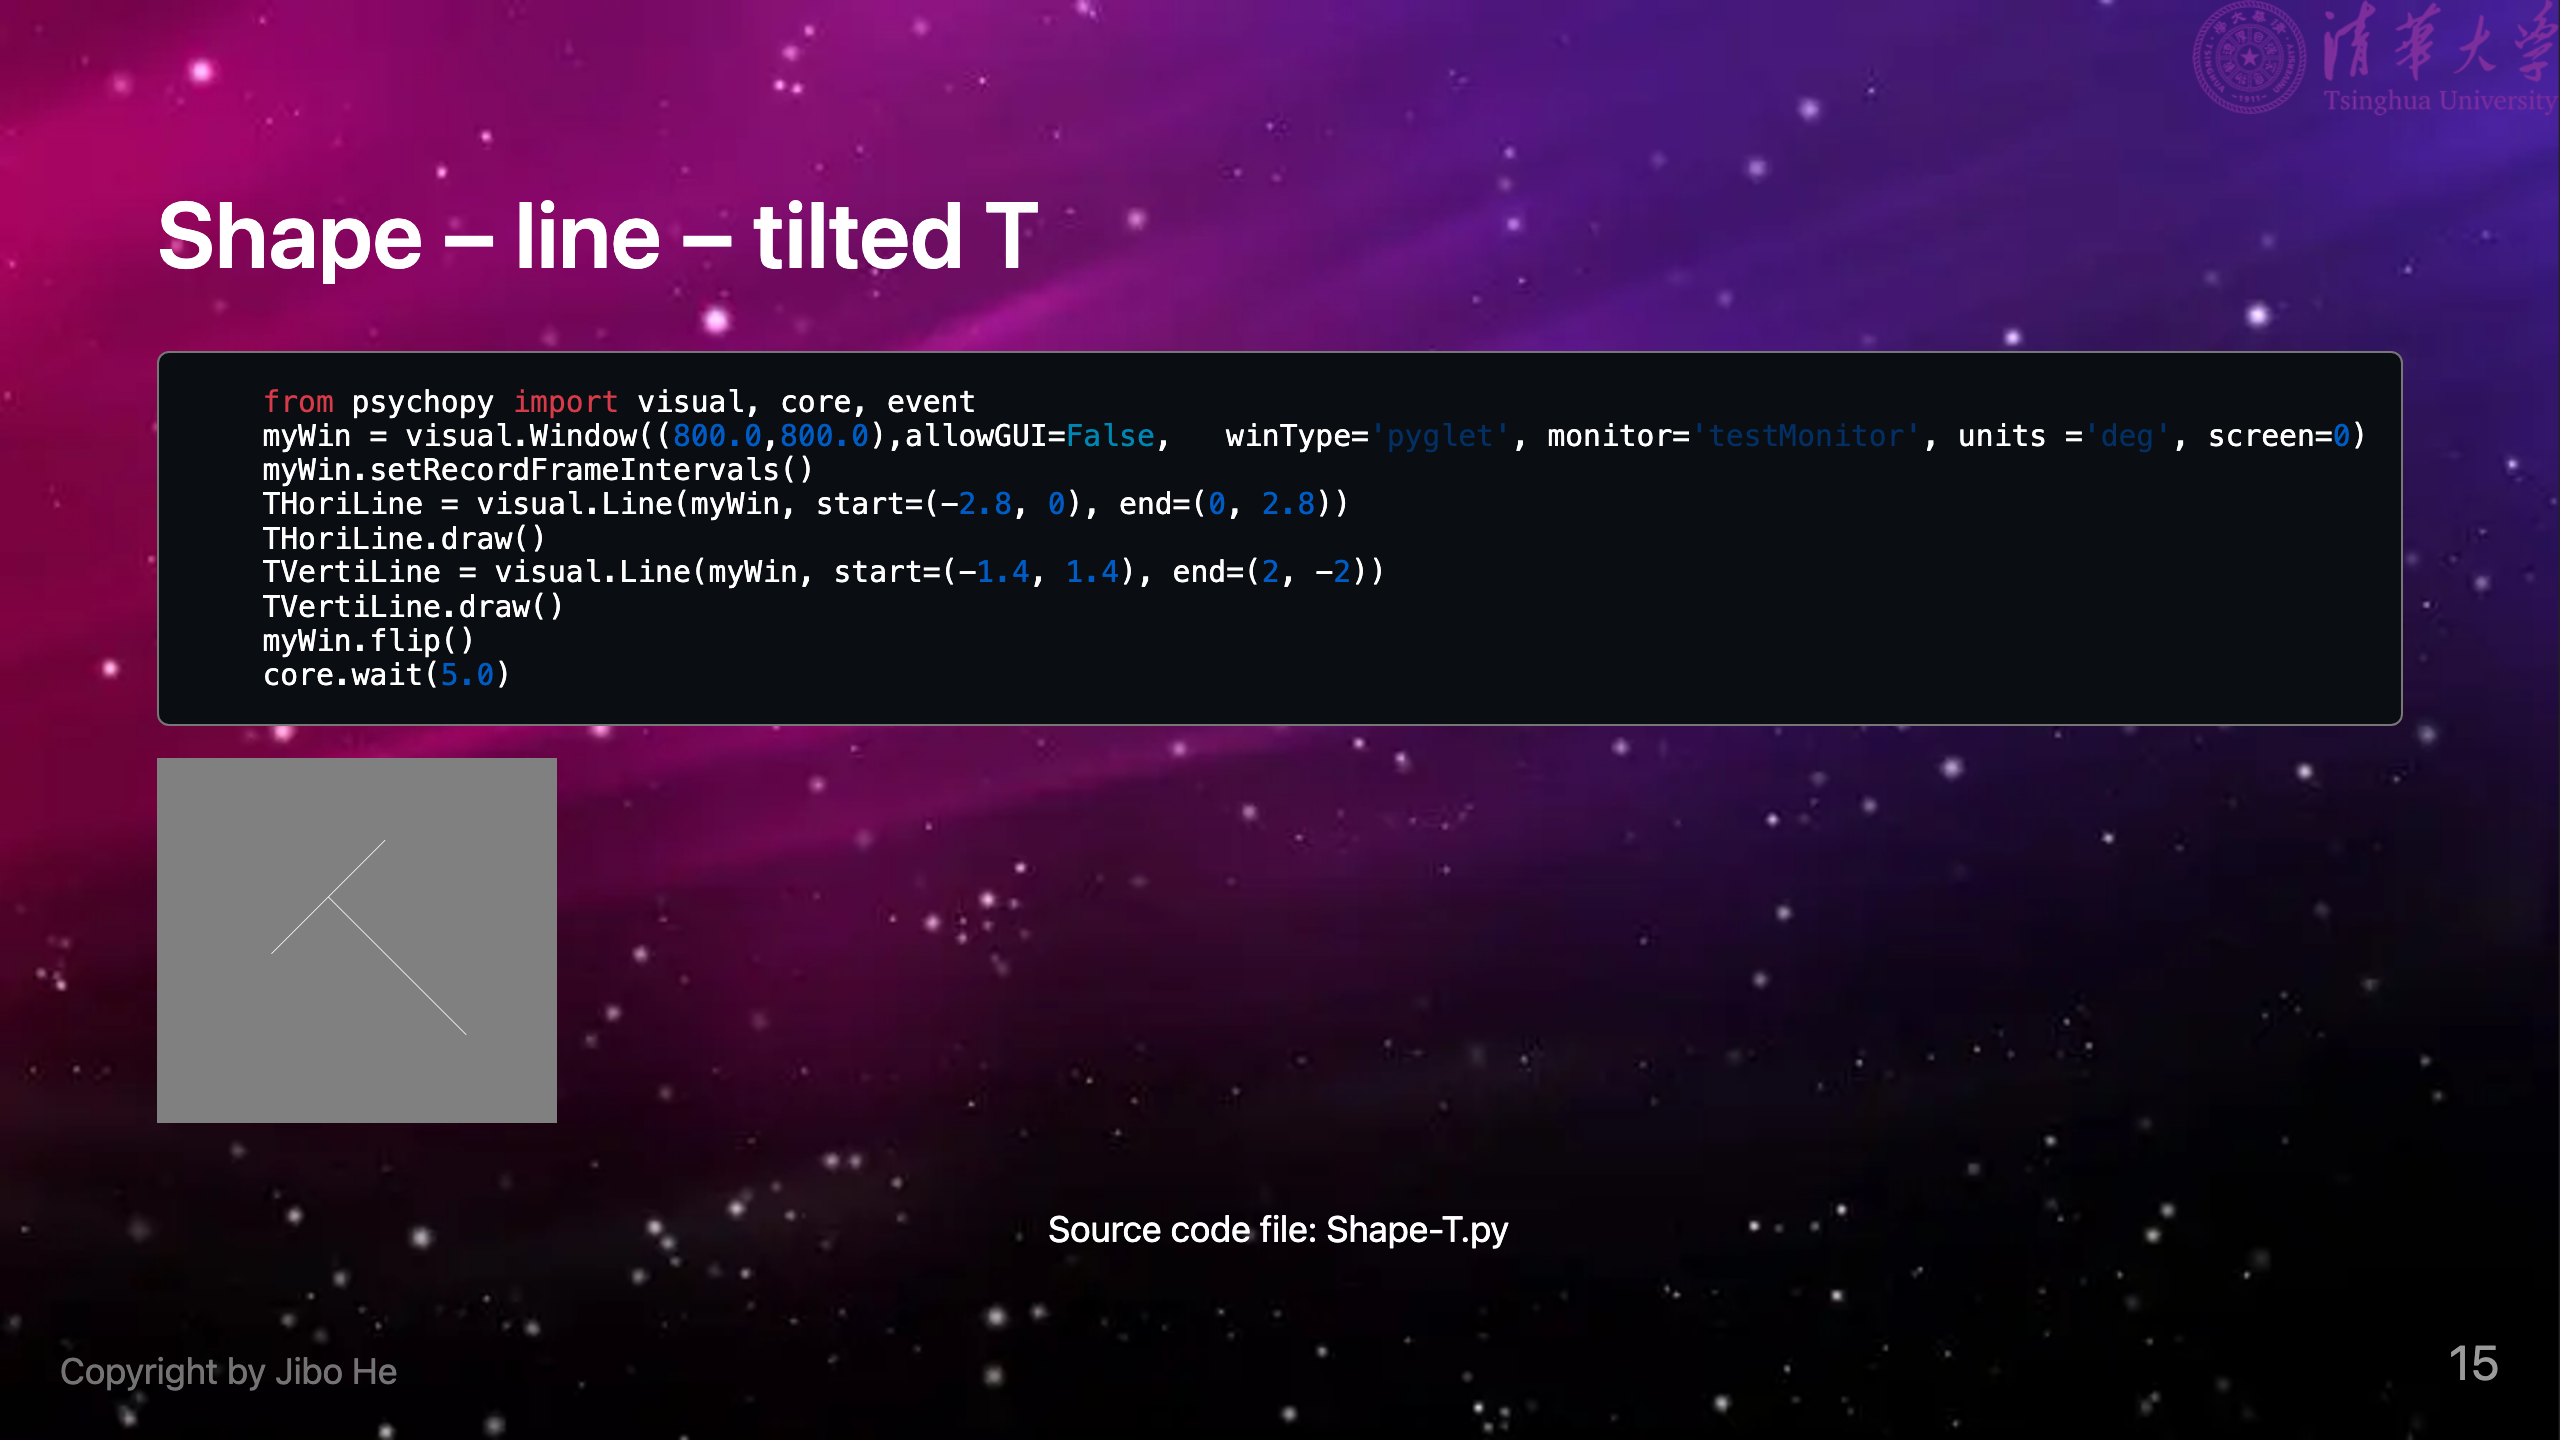 清華大学
Tsinghua University
Shape – line – tilted T
from psychopy import visual, core, event
myWin = visual.Window((800.0,800.0),allowGUI=False,   winType='pyglet', monitor='testMonitor', units ='deg', screen=0)
myWin.setRecordFrameIntervals()
THoriLine = visual.Line(myWin, start=(-2.8, 0), end=(0, 2.8))
THoriLine.draw()
TVertiLine = visual.Line(myWin, start=(-1.4, 1.4), end=(2, -2))
TVertiLine.draw()
myWin.flip()
core.wait(5.0)
Source code file: Shape-T.py
Copyright by Jibo He
15